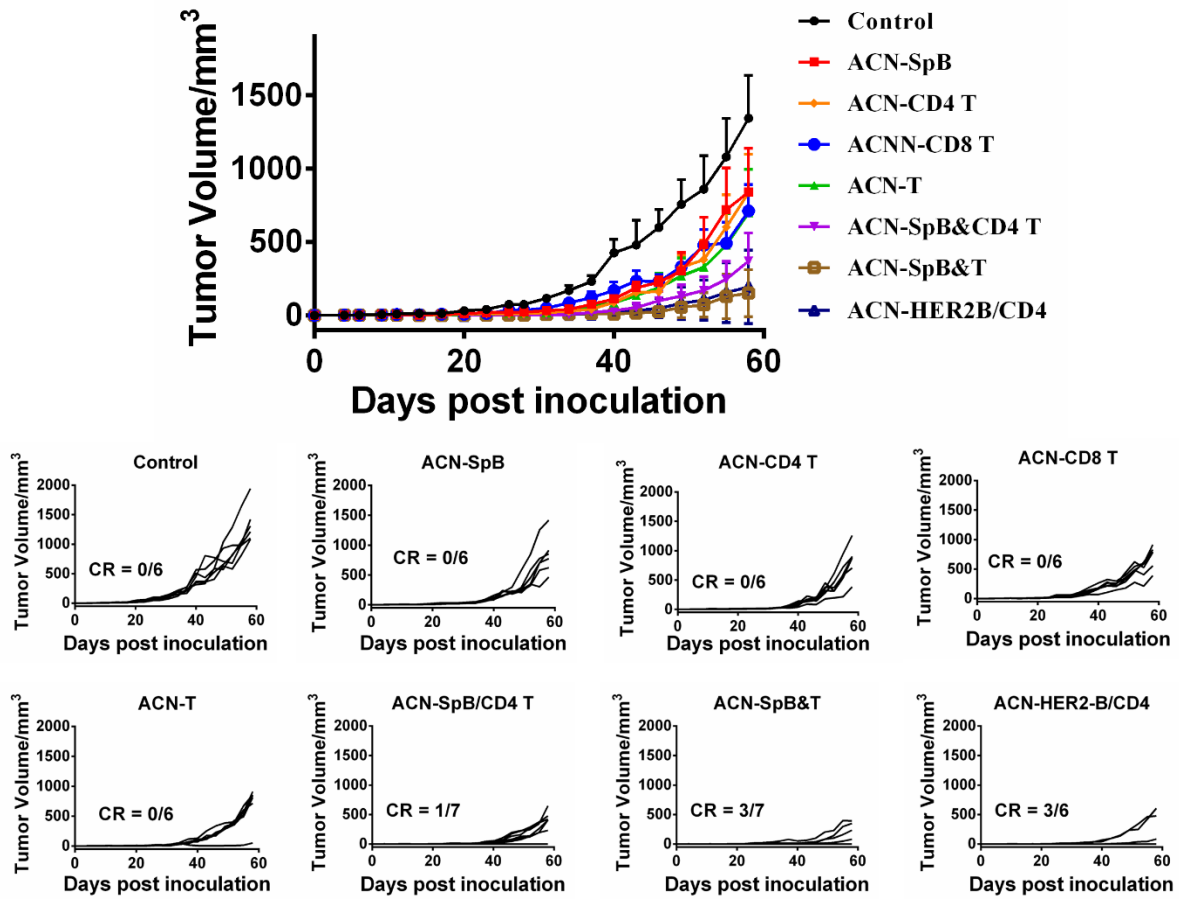 Tumor Volume/mm³
1500
1000
500
0
0 20 40 60
Days post inoculation
Control
ACN-SpB
ACN-CD4 T
ACNN-CD8 T
ACN-T
ACN-SpB&CD4 T
ACN-SpB&T
ACN-HER2B/CD4
Control
Tumor Volume/mm³
2000
1500
1000
500
0
CR = 0/6
0 20 40 60
Days post inoculation
ACN-SpB
Tumor Volume/mm³
2000
1500
1000
500
0
CR = 0/6
0 20 40 60
Days post inoculation
ACN-CD4 T
Tumor Volume/mm³
2000
1500
1000
500
0
CR = 0/6
0 20 40 60
Days post inoculation
ACN-CD8 T
Tumor Volume/mm³
2000
1500
1000
500
0
CR = 0/6
0 20 40 60
Days post inoculation
ACN-T
Tumor Volume/mm³
2000
1500
1000
500
0
CR = 0/6
0 20 40 60
Days post inoculation
ACN-SpB/CD4 T
Tumor Volume/mm³
2000
1500
1000
500
0
CR = 1/7
0 20 40 60
Days post inoculation
ACN-SpB&T
Tumor Volume/mm³
2000
1500
1000
500
0
CR = 3/7
0 20 40 60
Days post inoculation
ACN-HER2-B/CD4
Tumor Volume/mm³
2000
1500
1000
500
0
CR = 3/6
0 20 40 60
Days post inoculation